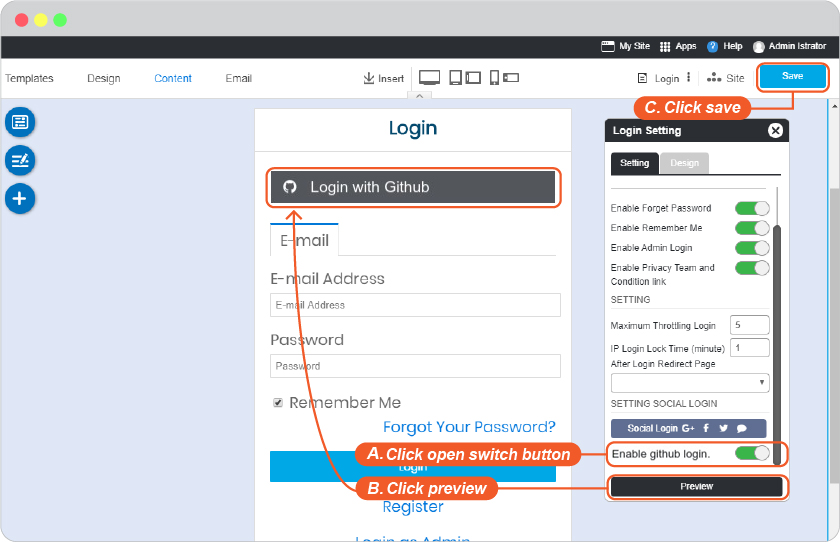 My Site Apps ? Help Admin Istrator
Templates Design Content Email Insert Login Site Save
C. Click save
Login
Login with Github
E-mail
E-mail Address
E-mail Address
Password
Password
Remember Me
Forgot Your Password?
A. Click open switch button
Login
B. Click preview
Register
Login as Admin
Login Setting
Setting Design
Enable Forget Password
Enable Remember Me
Enable Admin Login
Enable Privacy Team and
Condition link
SETTING
Maximum Throttling Login 5
IP Login Lock Time (minute) 1
After Login Redirect Page
SETTING SOCIAL LOGIN
Social Login G+ f
Enable github login.
Preview